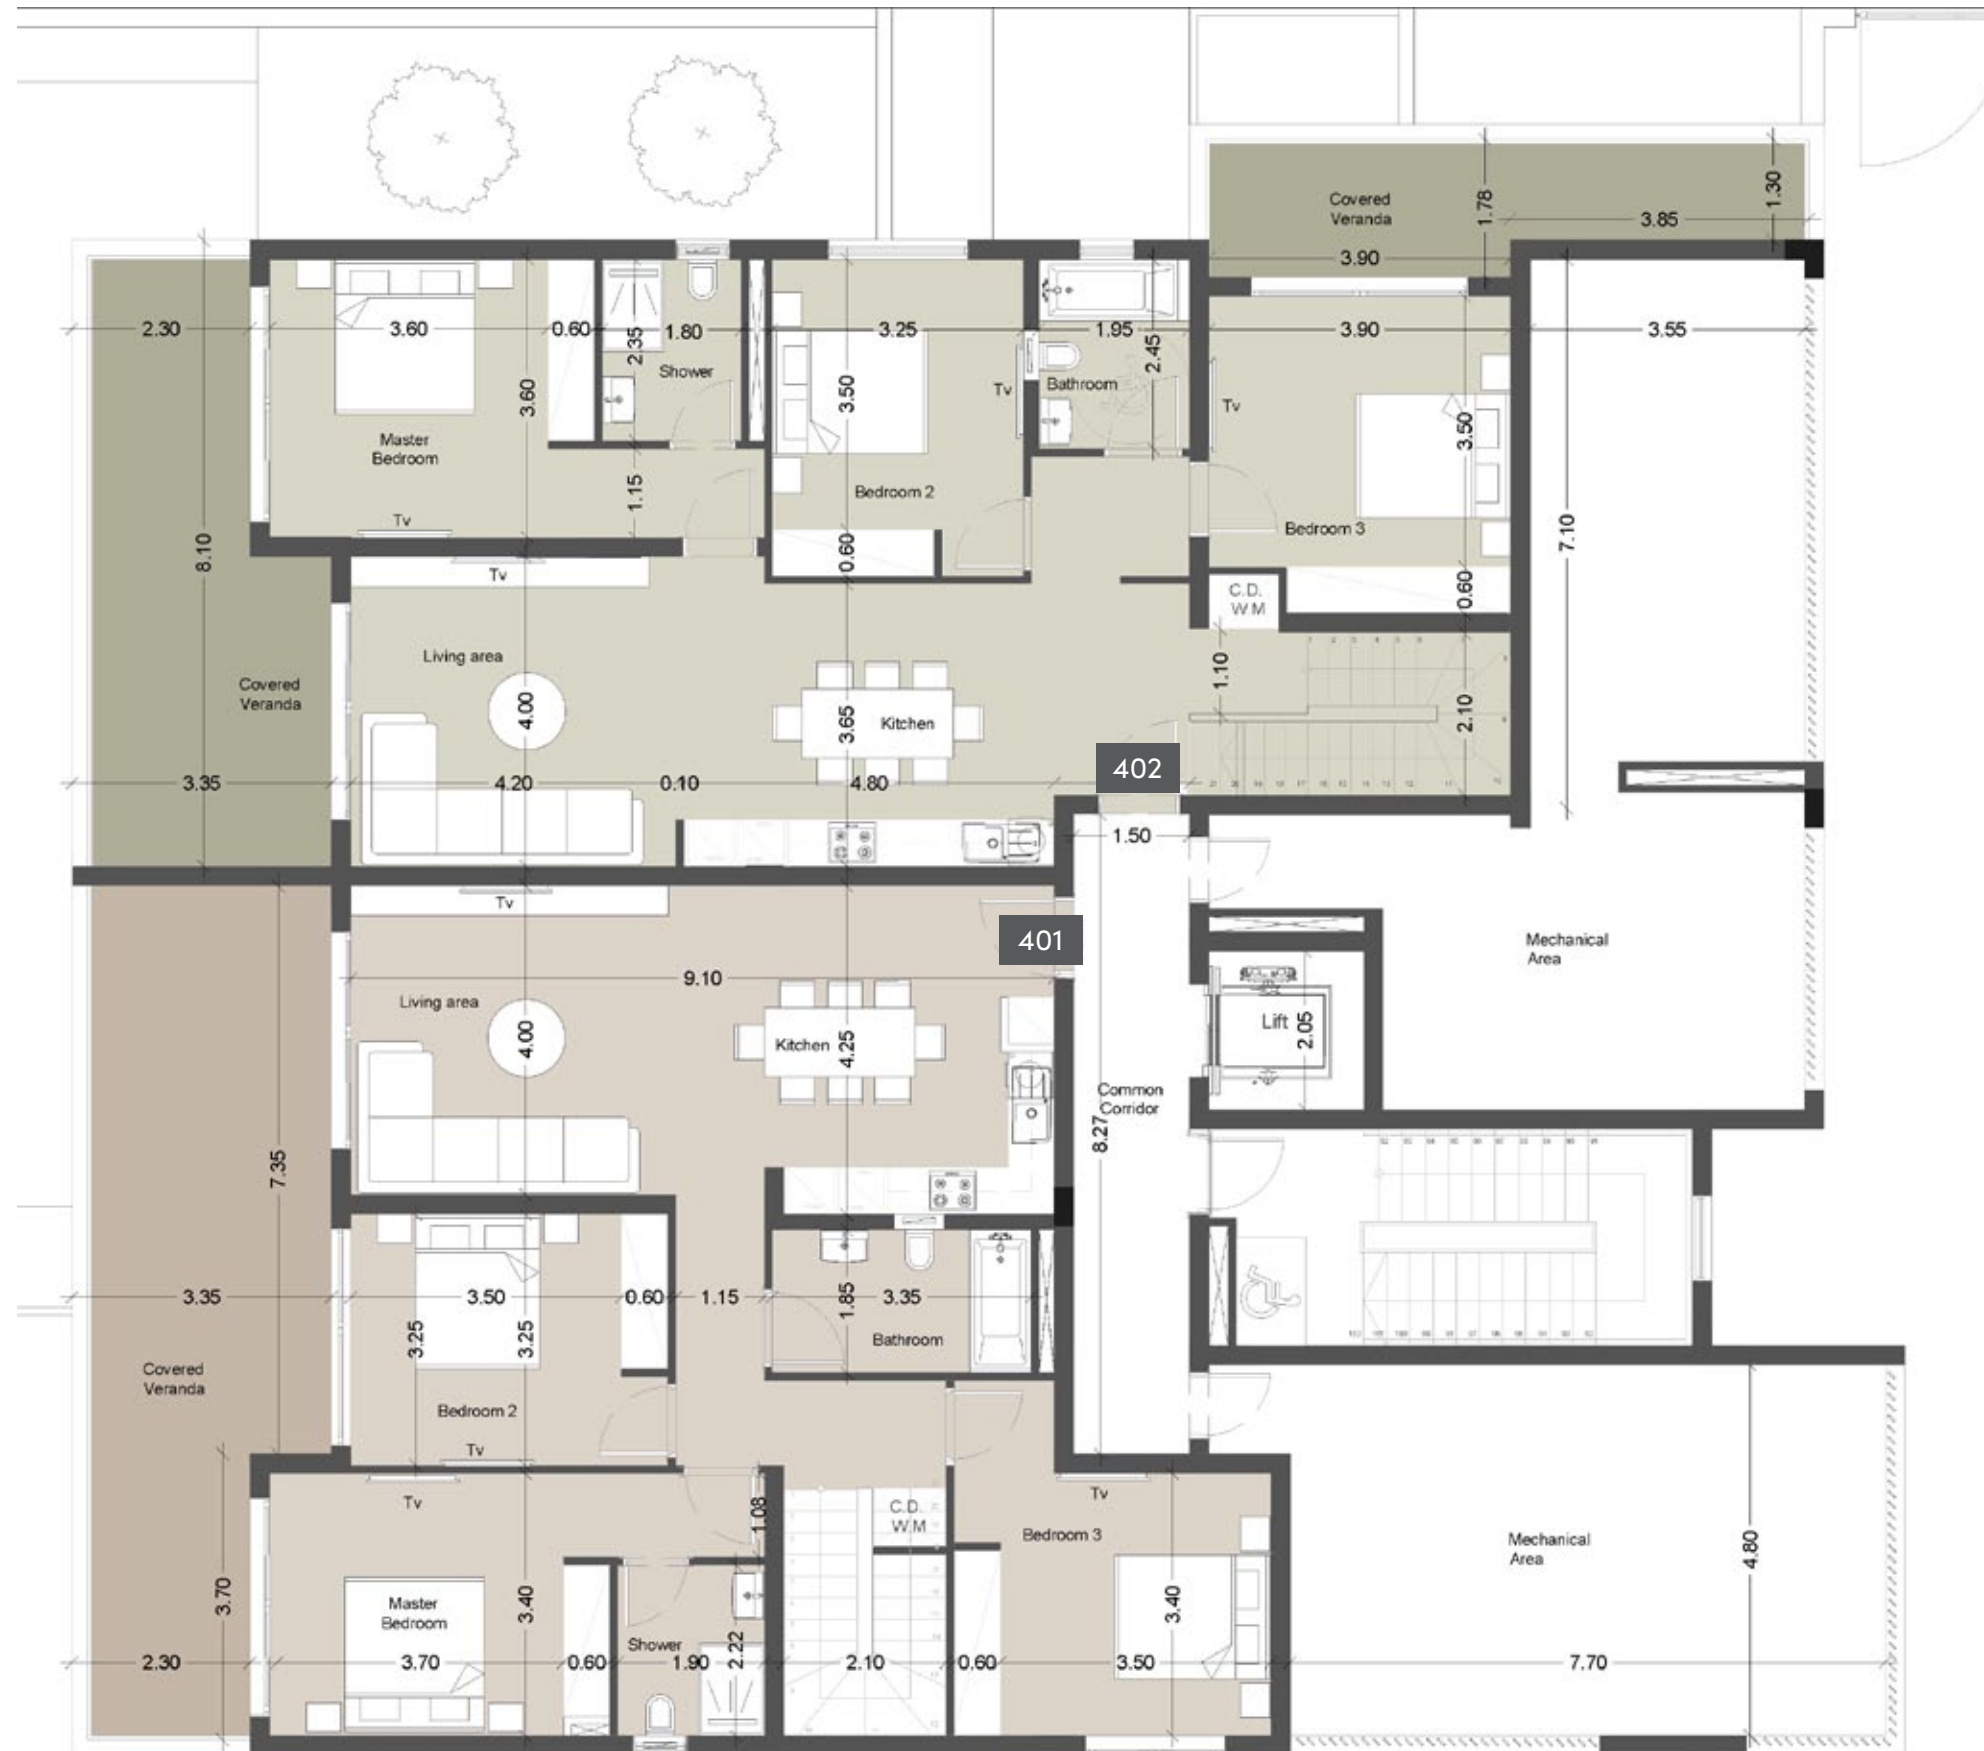 Covered
Veranda
1.78
1.30
3.85
3.90
2.30
3.60
0.60
2.35
1.80
3.25
1.95
2.45
3.90
3.55
Shower
3.60
3.50
Tv
Bathroom
Tv
3.50
Master
Bedroom
1.15
Bedroom 2
Tv
Bedroom 3
7.10
8.10
0.60
Tv
C.D.
W.M
0.60
Living area
1.10
Covered
Veranda
4.00
3.65
Kitchen
2.10
402
3.35
4.20
0.10
4.80
1.50
Tv
401
Mechanical
Area
9.10
Living area
4.00
Kitchen
4.25
Lift
2.05
Common
Corridor
8.27
7.35
3.35
3.50
0.60
1.15
1.85
3.35
3.25
3.25
Bathroom
Covered
Veranda
Bedroom 2
Tv
Tv
1.08
C.D.
W.M
Tv
Bedroom 3
Mechanical
Area
4.80
3.70
Master
Bedroom
3.40
3.40
Shower
2.22
2.30
3.70
0.60
1.90
2.10
0.60
3.50
7.70